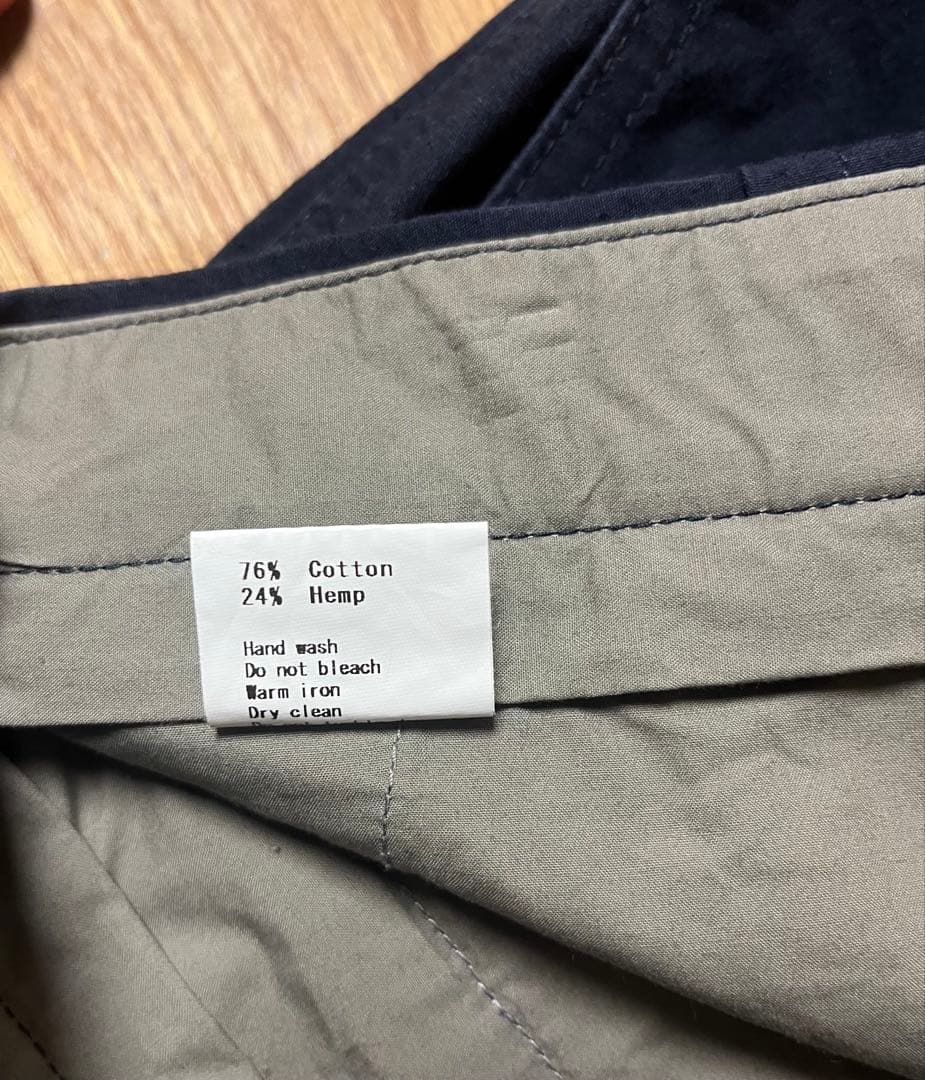 76% Cotton
24% Hemp
Hand wash
Do not bleach
Warm iron
Dry clean